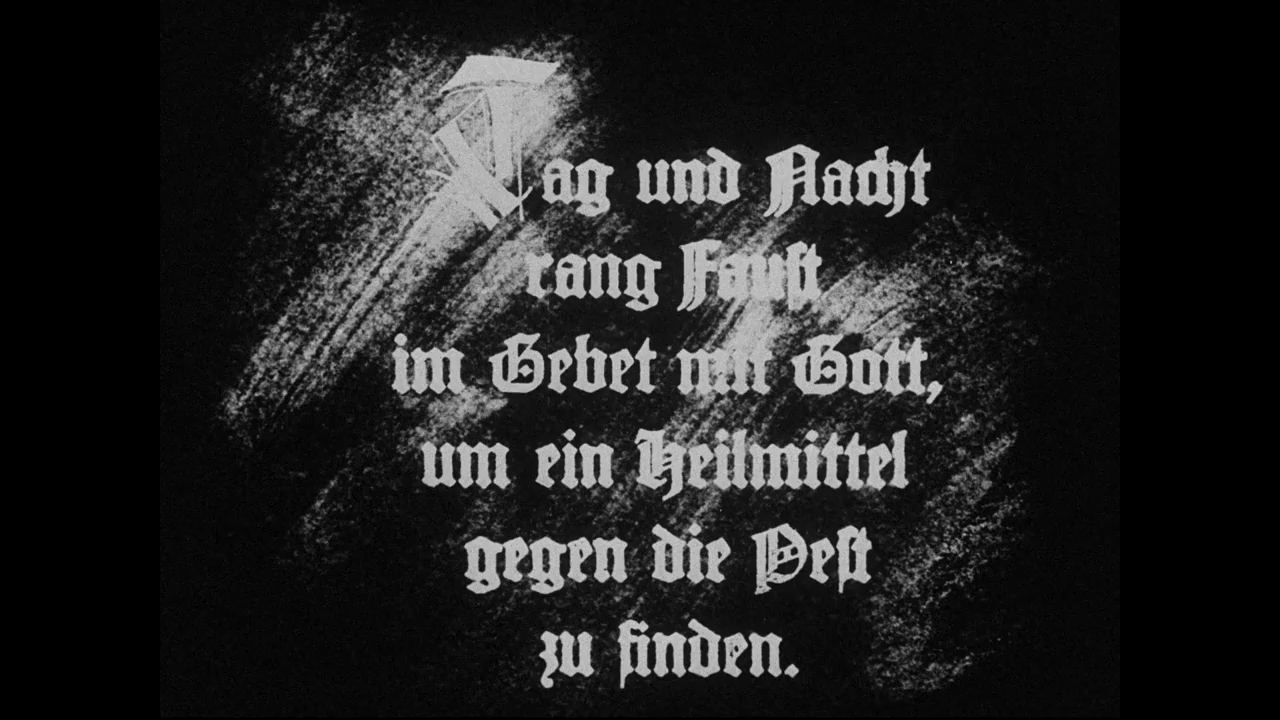 Tag und Nacht
rang Faust
im Gebet mit Gott,
um ein Heilmittel
gegen die Pest
zu finden.